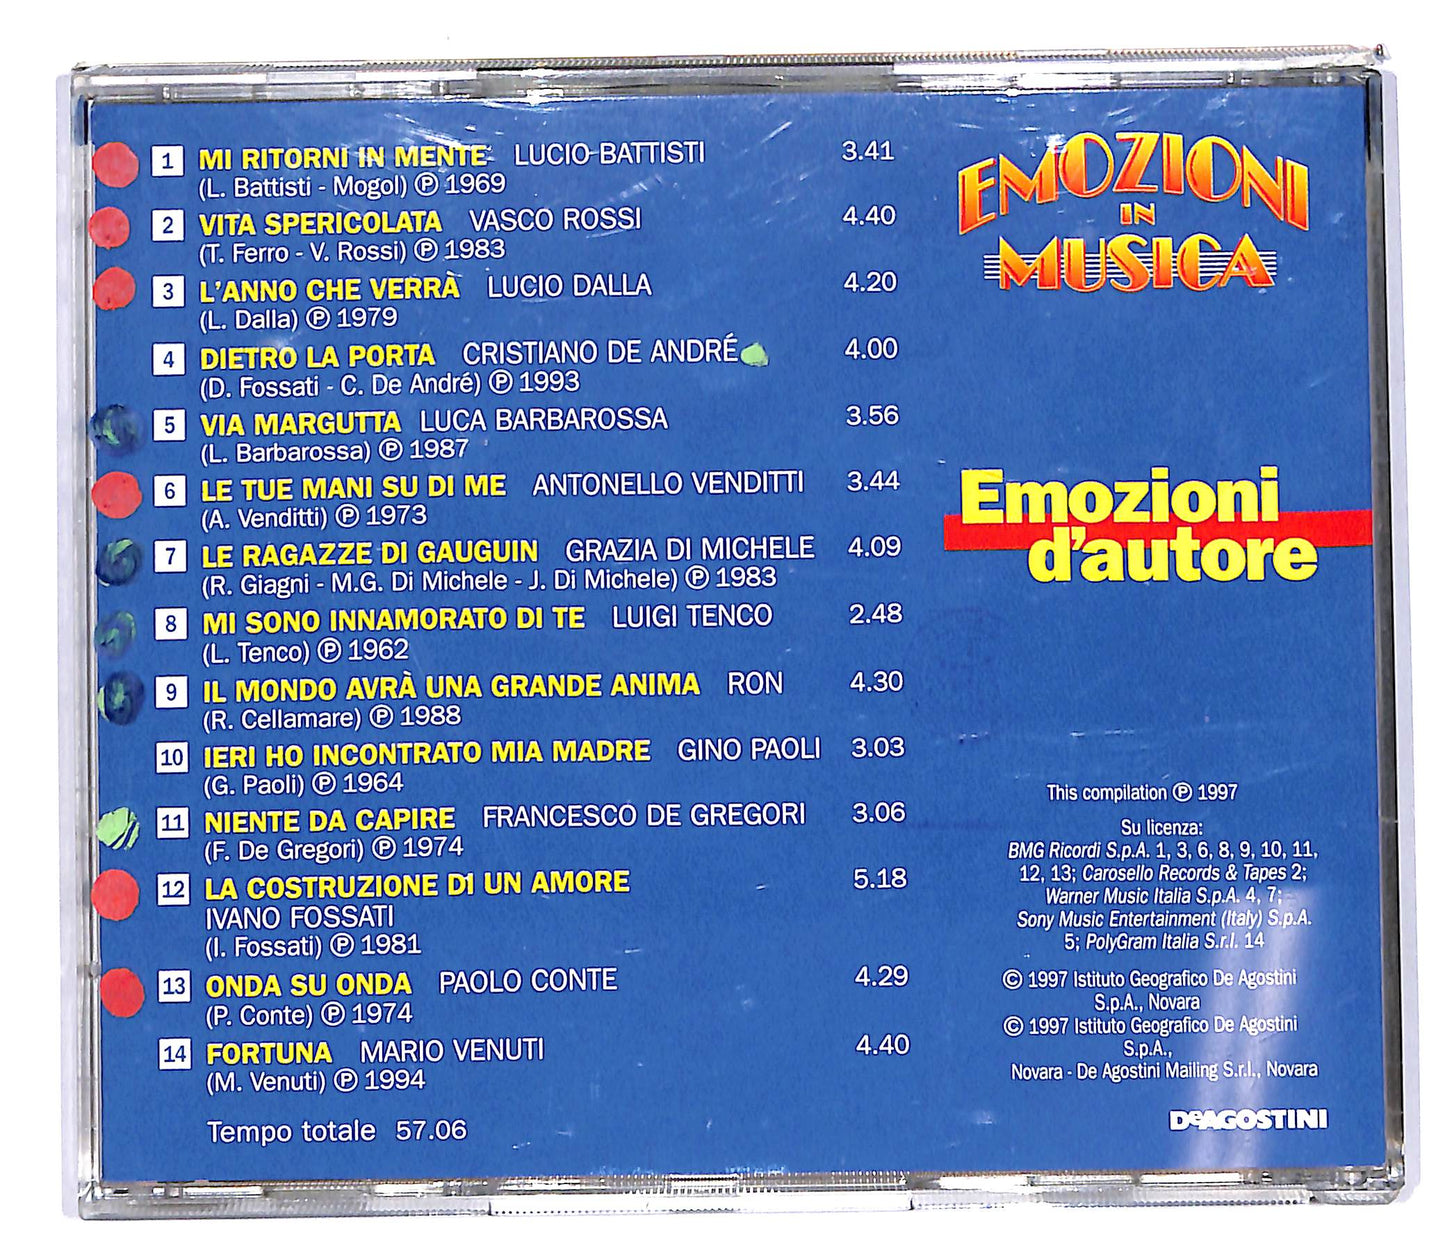 1 MI RITORNI IN MENTE LUCIO BATTISTI 3.41
(L. Battisti - Mogol) ℗ 1969
2 VITA SPERICOLATA VASCO ROSSI 4.40
(T. Ferro - V. Rossi) ℗ 1983
3 L'ANNO CHE VERRÀ LUCIO DALLA 4.20
(L. Dalla) ℗ 1979
4 DIETRO LA PORTA CRISTIANO DE ANDRÉ 4.00
(D. Fossati - C. De André) ℗ 1993
5 VIA MARGUTTA LUCA BARBAROSSA 3.56
(L. Barbarossa) ℗ 1987
6 LE TUE MANI SU DI ME ANTONELLO VENDITTI 3.44
(A. Venditti) ℗ 1973
7 LE RAGAZZE DI GAUGUIN GRAZIA DI MICHELE 4.09
(R. Giagni - M.G. Di Michele - J. Di Michele) ℗ 1983
8 MI SONO INNAMORATO DI TE LUIGI TENCO 2.48
(L. Tenco) ℗ 1962
9 IL MONDO AVRÀ UNA GRANDE ANIMA RON 4.30
(R. Cellamare) ℗ 1988
10 IERI HO INCONTRATO MIA MADRE GINO PAOLI 3.03
(G. Paoli) ℗ 1964
11 NIENTE DA CAPIRE FRANCESCO DE GREGORI 3.06
(F. De Gregori) ℗ 1974
12 LA COSTRUZIONE DI UN AMORE 5.18
IVANO FOSSATI
(I. Fossati) ℗ 1981
13 ONDA SU ONDA PAOLO CONTE 4.29
(P. Conte) ℗ 1974
14 FORTUNA MARIO VENUTI 4.40
(M. Venuti) ℗ 1994
Tempo totale 57.06
EMOZIONI
IN
MUSICA
Emozioni
d'autore
This compilation ℗ 1997
Su licenza:
BMG Ricordi S.p.A. 1, 3, 6, 8, 9, 10, 11,
12, 13; Carosello Records & Tapes 2;
Warner Music Italia S.p.A. 4, 7;
Sony Music Entertainment (Italy) S.p.A.
5; PolyGram Italia S.r.l. 14
© 1997 Istituto Geografico De Agostini
S.p.A., Novara
© 1997 Istituto Geografico De Agostini
S.p.A.,
Novara - De Agostini Mailing S.r.l., Novara
DeAGOSTINI